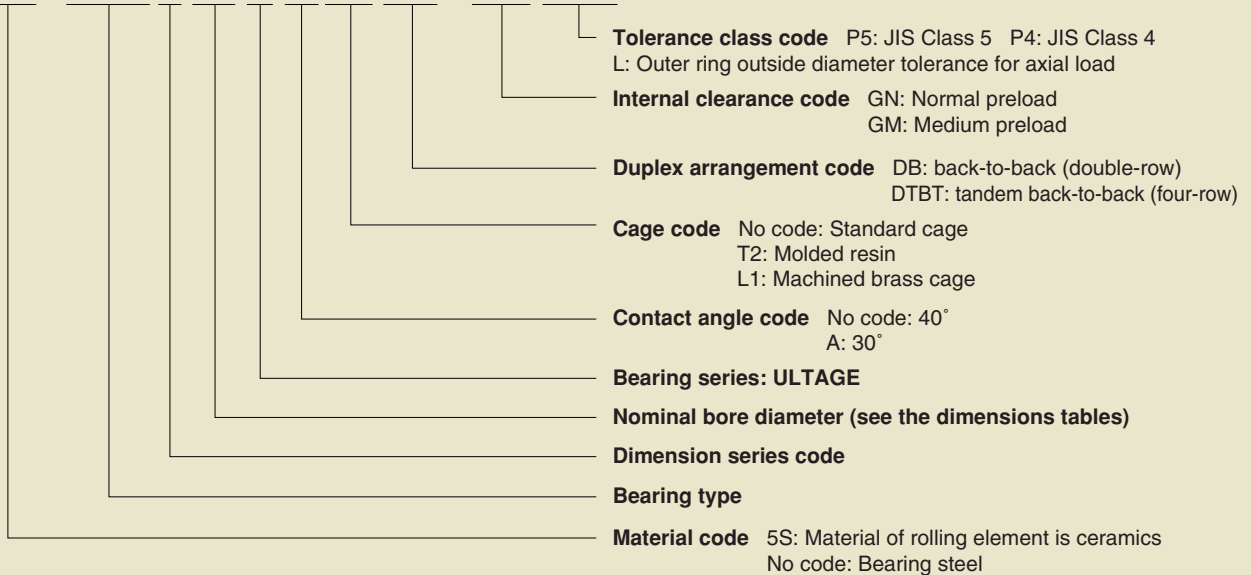 Tolerance class code P5: JIS Class 5 P4: JIS Class 4
L: Outer ring outside diameter tolerance for axial load
Internal clearance code GN: Normal preload
GM: Medium preload
Duplex arrangement code DB: back-to-back (double-row)
DTBT: tandem back-to-back (four-row)
Cage code No code: Standard cage
T2: Molded resin
L1: Machined brass cage
Contact angle code No code: 40˚
A: 30˚
Bearing series: ULTAGE
Nominal bore diameter (see the dimensions tables)
Dimension series code
Bearing type
Material code 5S: Material of rolling element is ceramics
No code: Bearing steel